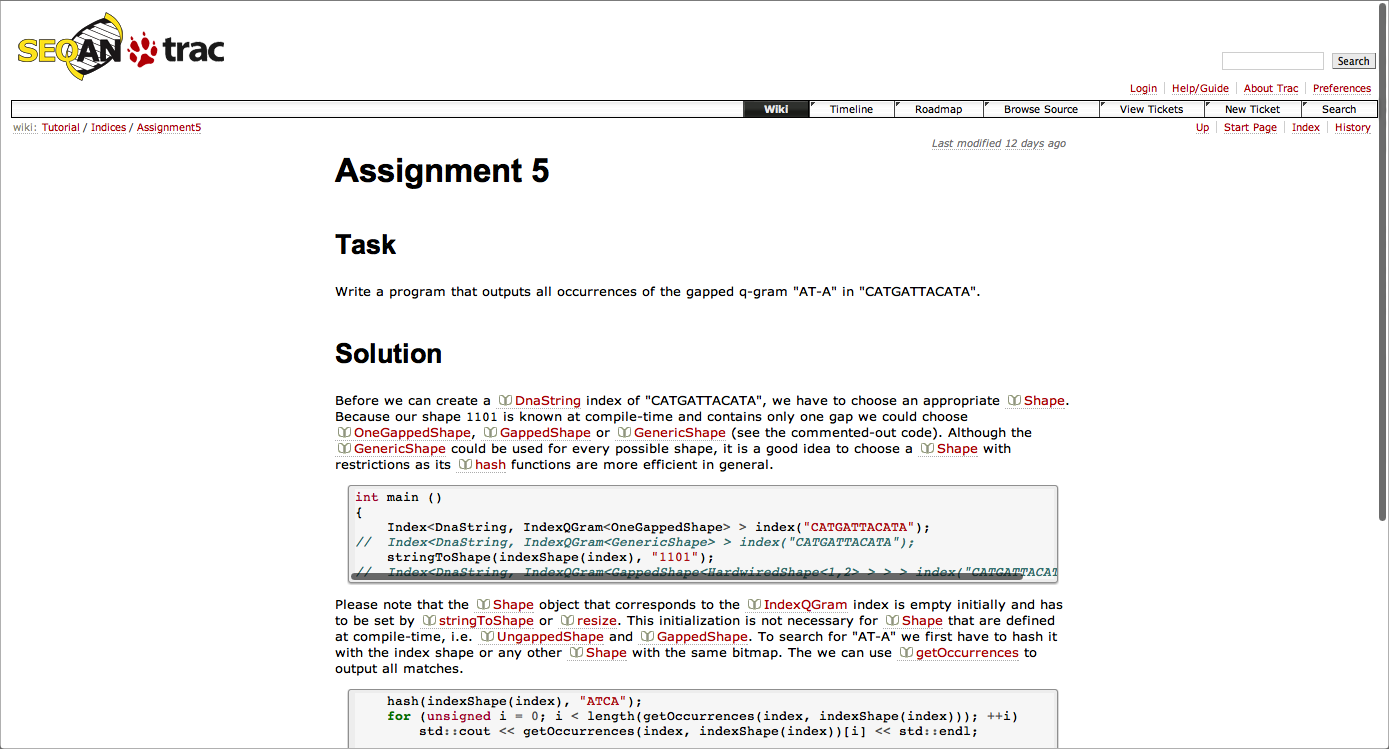 SEQAN trac
Search
Login Help/Guide About Trac Preferences
Wiki Timeline Roadmap Browse Source View Tickets New Ticket Search
wiki: Tutorial / Indices / Assignment5 Up Start Page Index History
Last modified 12 days ago
Assignment 5
Task
Write a program that outputs all occurrences of the gapped q-gram "AT-A" in "CATGATTACATA".
Solution
Before we can create a DnaString index of "CATGATTACATA", we have to choose an appropriate Shape.
Because our shape 1101 is known at compile-time and contains only one gap we could choose
OneGappedShape, GappedShape or GenericShape (see the commented-out code). Although the
GenericShape could be used for every possible shape, it is a good idea to choose a Shape with
restrictions as its hash functions are more efficient in general.
int main ()
{
    Index<DnaString, IndexQGram<OneGappedShape> > index("CATGATTACATA");
//  Index<DnaString, IndexQGram<GenericShape> > index("CATGATTACATA");
    stringToShape(indexShape(index), "1101");
//  Index<DnaString, IndexQGram<GappedShape<HardwiredShape<1,2> > > > index("CATGATTACAT
Please note that the Shape object that corresponds to the IndexQGram index is empty initially and has
to be set by stringToShape or resize. This initialization is not necessary for Shape that are defined
at compile-time, i.e. UngappedShape and GappedShape. To search for "AT-A" we first have to hash it
with the index shape or any other Shape with the same bitmap. The we can use getOccurrences to
output all matches.
    hash(indexShape(index), "ATCA");
    for (unsigned i = 0; i < length(getOccurrences(index, indexShape(index))); ++i)
        std::cout << getOccurrences(index, indexShape(index))[i] << std::endl;